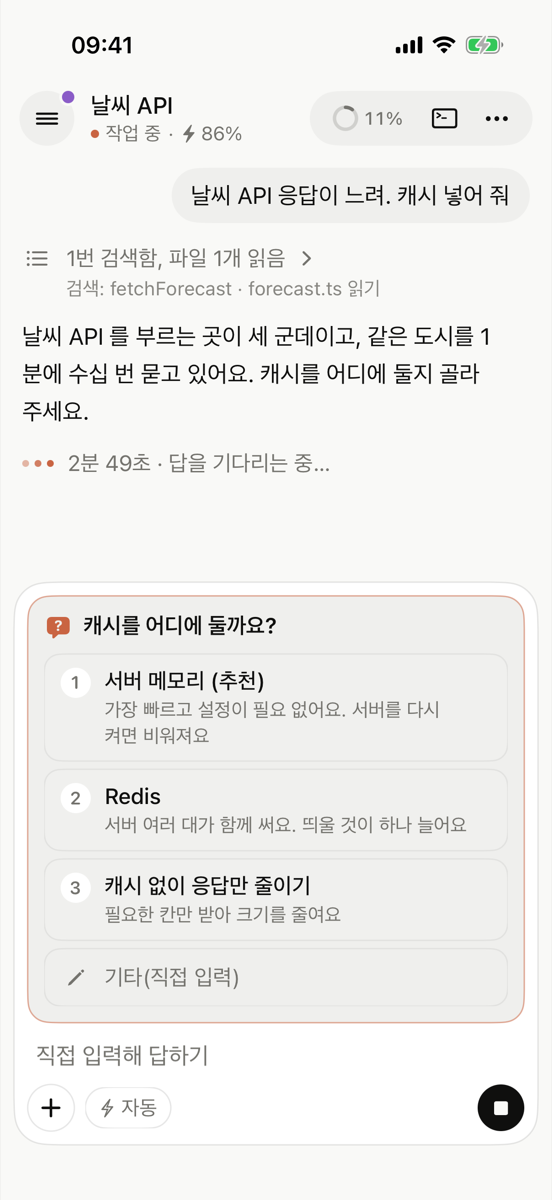 09:41
날씨 API
작업 중 · 86%
11%
날씨 API 응답이 느려. 캐시 넣어 줘
1번 검색함, 파일 1개 읽음
검색: fetchForecast · forecast.ts 읽기
날씨 API 를 부르는 곳이 세 군데이고, 같은 도시를 1
분에 수십 번 묻고 있어요. 캐시를 어디에 둘지 골라
주세요.
2분 49초 · 답을 기다리는 중...
캐시를 어디에 둘까요?
1 서버 메모리 (추천)
가장 빠르고 설정이 필요 없어요. 서버를 다시
켜면 비워져요
2 Redis
서버 여러 대가 함께 써요. 띄울 것이 하나 늘어요
3 캐시 없이 응답만 줄이기
필요한 칸만 받아 크기를 줄여요
기타(직접 입력)
직접 입력해 답하기
자동